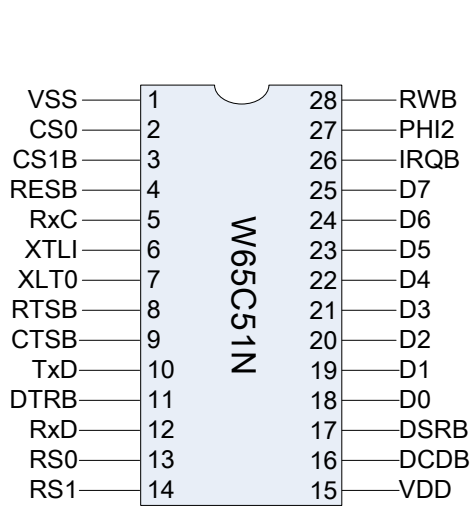 VSS 1 28 RWB
CS0 2 27 PHI2
CS1B 3 26 IRQB
RESB 4 25 D7
RxC 5 24 D6
XTLI 6 23 D5
XLT0 7 22 D4
RTSB 8 21 D3
CTSB 9 20 D2
TxD 10 19 D1
DTRB 11 18 D0
RxD 12 17 DSRB
RS0 13 16 DCDB
RS1 14 15 VDD
W65C51N